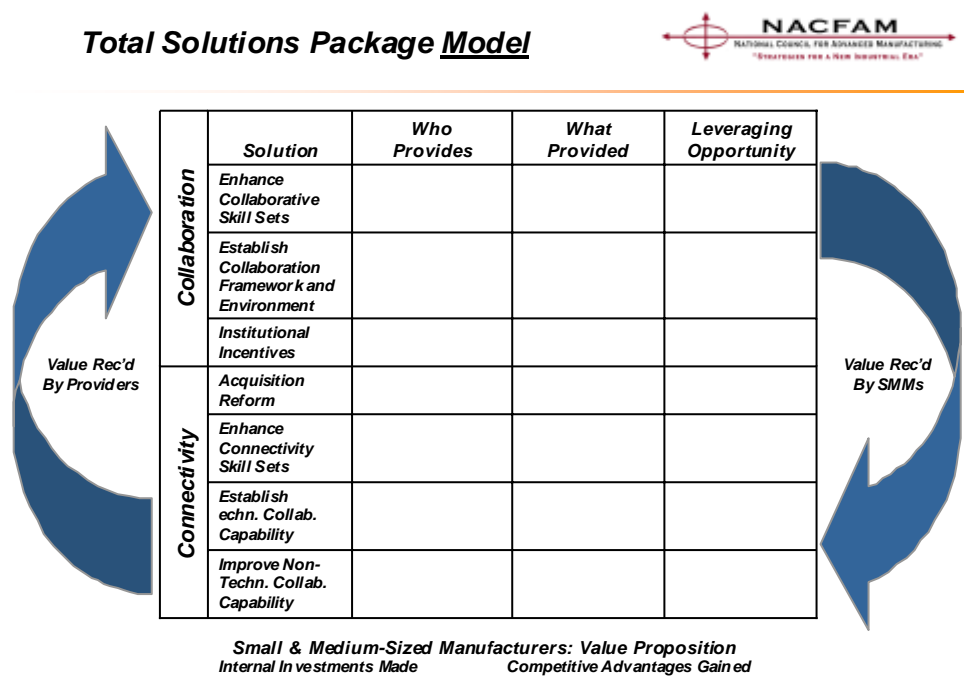 Total Solutions Package Model
NACFAM
NATIONAL COUNCIL FOR ADVANCED MANUFACTURING
"STRATEGIES FOR A NEW INDUSTRIAL ERA"
Collaboration
Solution
Who
Provides
What
Provided
Leveraging
Opportunity
Enhance
Collaborative
Skill Sets
Establish
Collaboration
Framework and
Environment
Institutional
Incentives
Value Rec'd
By Providers
Value Rec'd
By SMMs
Connectivity
Acquisition
Reform
Enhance
Connectivity
Skill Sets
Establish
echn. Collab.
Capability
Improve Non-
Techn. Collab.
Capability
Small & Medium-Sized Manufacturers: Value Proposition
Internal Investments Made Competitive Advantages Gained